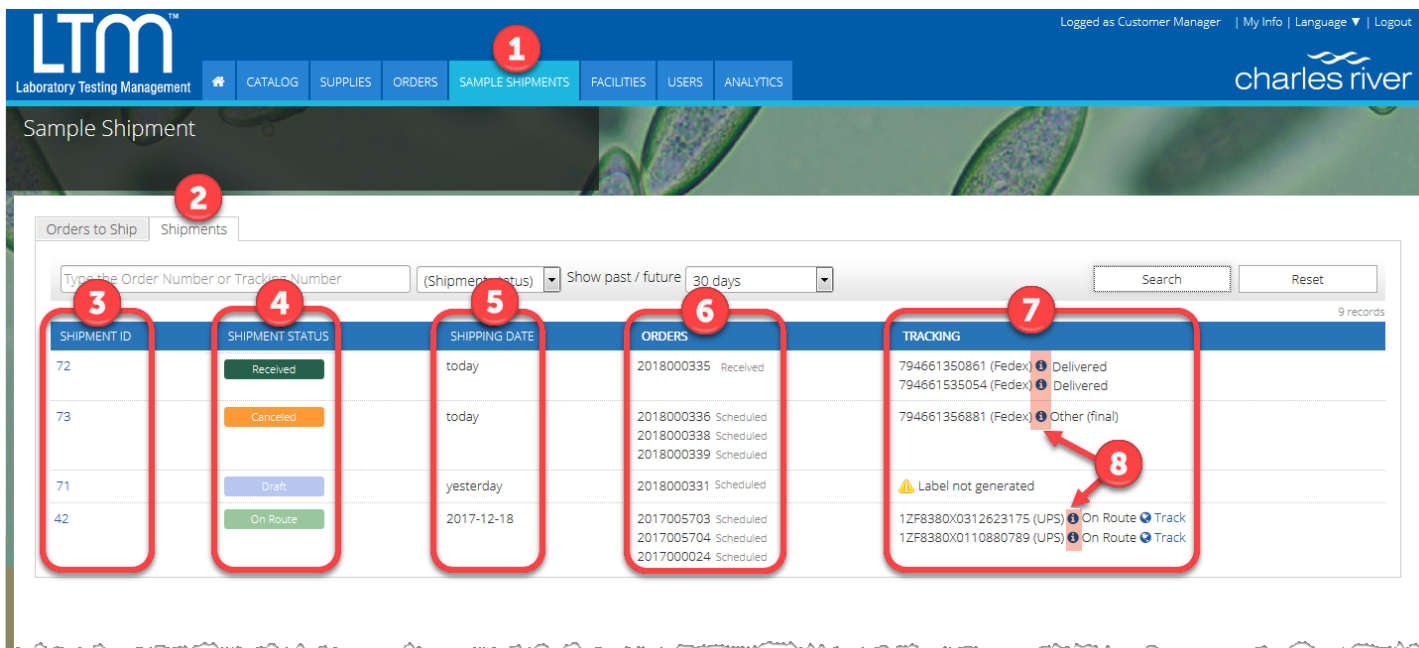 LTM™
Laboratory Testing Management
Logged as Customer Manager | My Info | Language ▼ | Logout
charles river
1
CATALOG SUPPLIES ORDERS SAMPLE SHIPMENTS FACILITIES USERS ANALYTICS
Sample Shipment
2
Orders to Ship Shipments
Type the Order Number or Tracking Number (Shipment status) Show past / future 30 days Search Reset
3 4 5 6 7
9 records
SHIPMENT ID SHIPMENT STATUS SHIPPING DATE ORDERS TRACKING
72 Received today 2018000335 Received 794661350861 (Fedex) Delivered
794661535054 (Fedex) Delivered
73 Canceled today 2018000336 Scheduled 794661356881 (Fedex) Other (final)
2018000338 Scheduled
2018000339 Scheduled
8
71 Draft yesterday 2018000331 Scheduled Label not generated
42 On Route 2017-12-18 2017005703 Scheduled 1ZF8380X0312623175 (UPS) On Route Track
2017005704 Scheduled 1ZF8380X0110880789 (UPS) On Route Track
2017000024 Scheduled